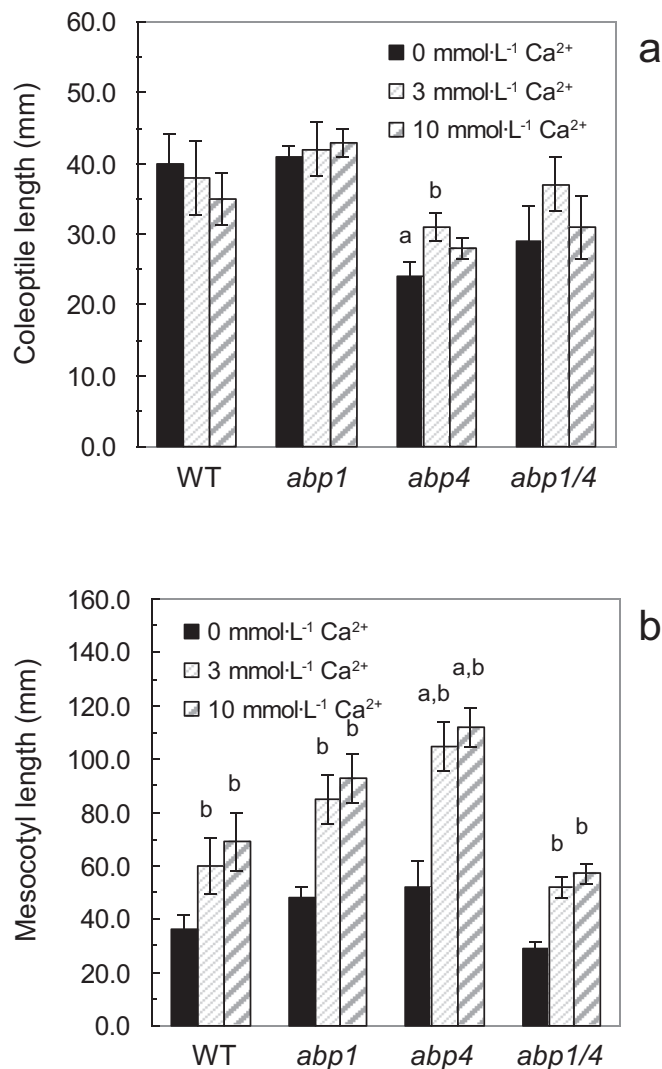 60.0
50.0
40.0
30.0
20.0
10.0
0.0
Coleoptile length (mm)
0 mmol·L⁻¹ Ca²⁺
3 mmol·L⁻¹ Ca²⁺
10 mmol·L⁻¹ Ca²⁺
a
a
b
WT abp1 abp4 abp1/4
160.0
140.0
120.0
100.0
80.0
60.0
40.0
20.0
0.0
Mesocotyl length (mm)
0 mmol·L⁻¹ Ca²⁺
3 mmol·L⁻¹ Ca²⁺
10 mmol·L⁻¹ Ca²⁺
b
b
b
b
b
a,b
a,b
b
b
WT abp1 abp4 abp1/4